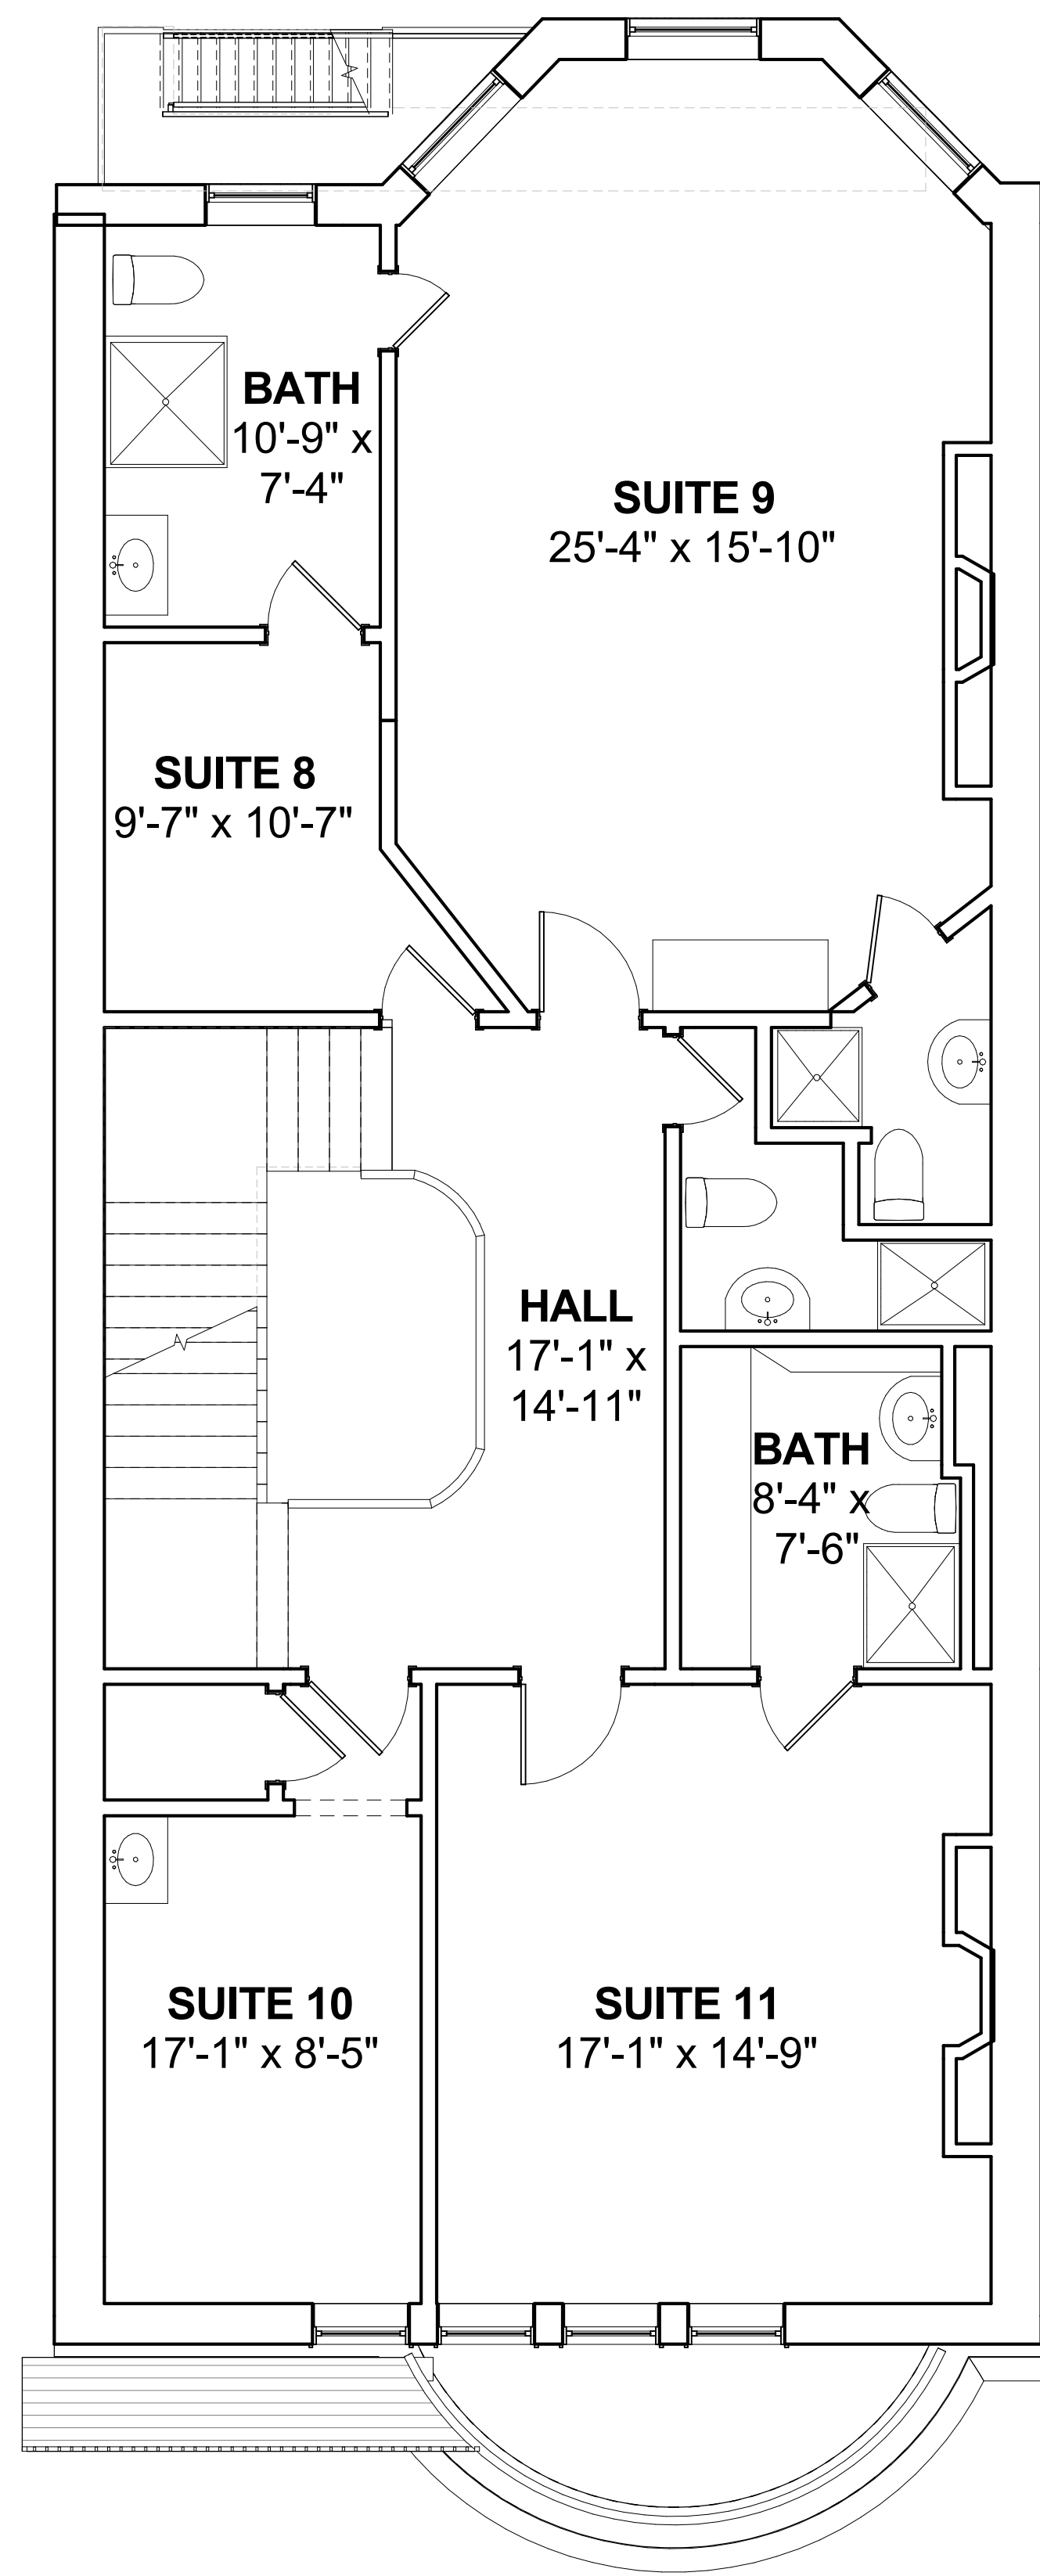 BATH
10'-9" x
7'-4"
SUITE 9
25'-4" x 15'-10"
SUITE 8
9'-7" x 10'-7"
HALL
17'-1" x
14'-11"
BATH
8'-4" x
7'-6"
SUITE 10
17'-1" x 8'-5"
SUITE 11
17'-1" x 14'-9"